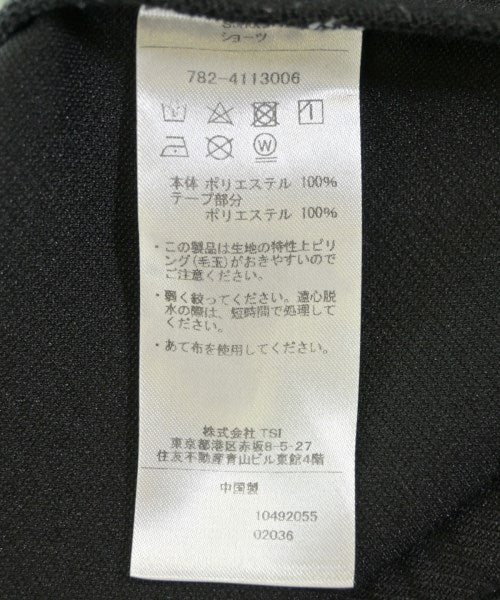 ショーツ
782-4113006
W
本体 ポリエステル 100%
テープ部分
ポリエステル 100%
・この製品は生地の特性上ピリ
ング(毛玉)がおきやすいので
ご注意ください。
・弱く絞ってください。遠心脱
水の際は、短時間で処理して
ください。
・あて布を使用してください。
株式会社 TSI
東京都港区赤坂8-5-27
住友不動産青山ビル東館4階
中国製
10492055
02036